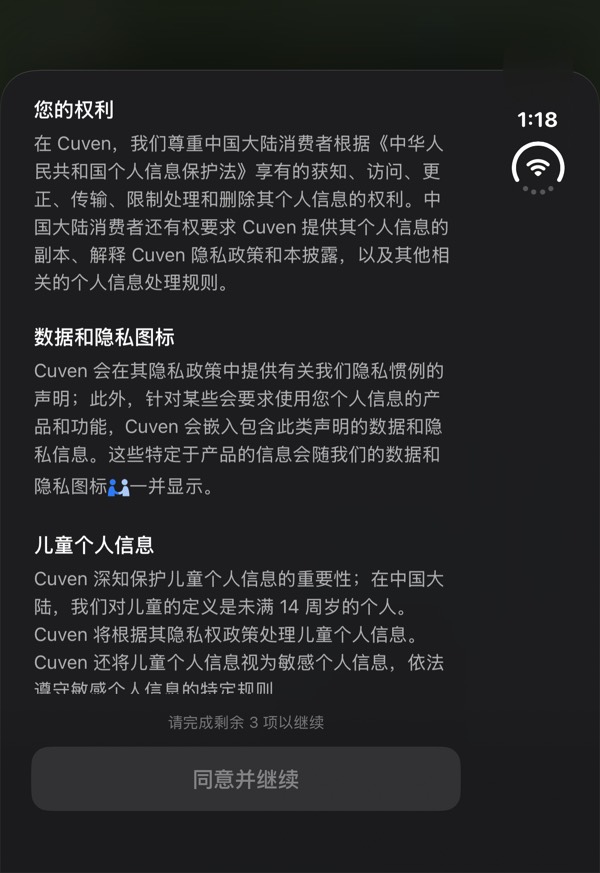 您的权利
在 Cuven，我们尊重中国大陆消费者根据《中华人
民共和国个人信息保护法》享有的获知、访问、更
正、传输、限制处理和删除其个人信息的权利。中
国大陆消费者还有权要求 Cuven 提供其个人信息的
副本、解释 Cuven 隐私政策和本披露，以及其他相
关的个人信息处理规则。
数据和隐私图标
Cuven 会在其隐私政策中提供有关我们隐私惯例的
声明；此外，针对某些会要求使用您个人信息的产
品和功能，Cuven 会嵌入包含此类声明的数据和隐
私信息。这些特定于产品的信息会随我们的数据和
隐私图标一并显示。
儿童个人信息
Cuven 深知保护儿童个人信息的重要性；在中国大
陆，我们对儿童的定义是未满 14 周岁的个人。
Cuven 将根据其隐私权政策处理儿童个人信息。
Cuven 还将儿童个人信息视为敏感个人信息，依法
遵守敏感个人信息的特定规则
请完成剩余 3 项以继续
同意并继续
1:18